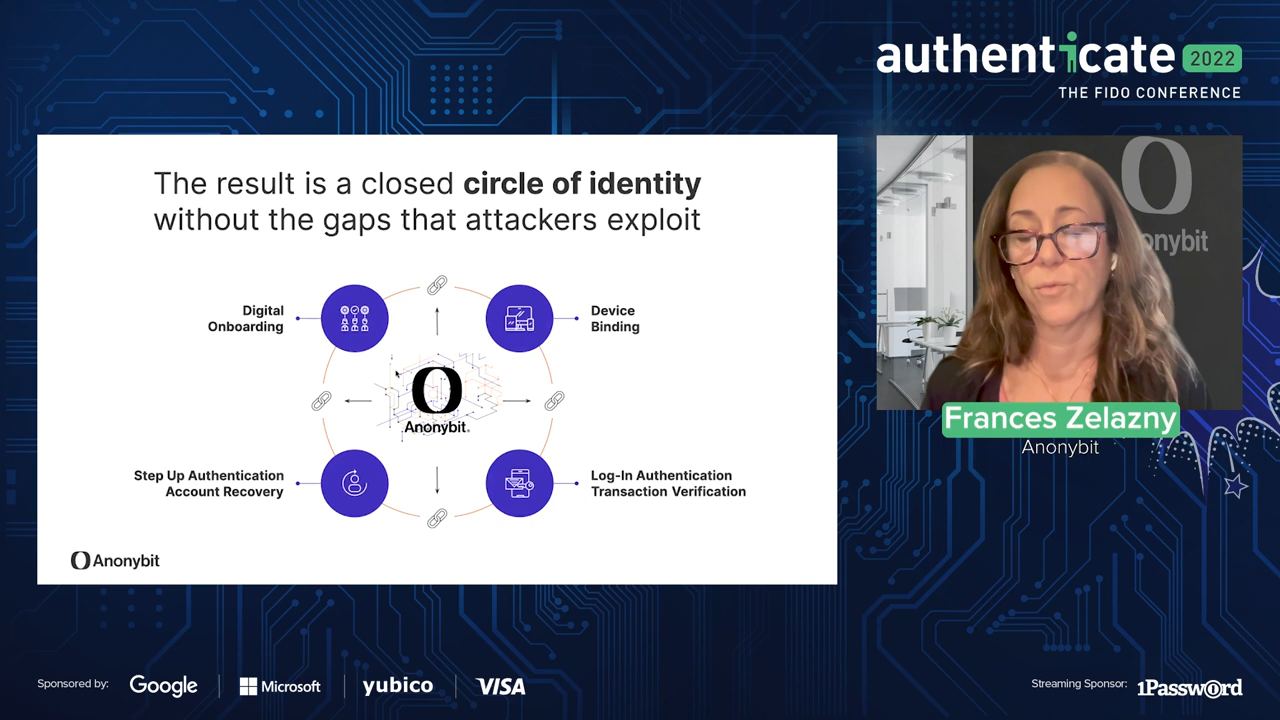 authenticate 2022
THE FIDO CONFERENCE
The result is a closed circle of identity
without the gaps that attackers exploit
Digital
Onboarding
Device
Binding
Anonybit
Step Up Authentication
Account Recovery
Log-In Authentication
Transaction Verification
Anonybit
onybit
Frances Zelazny
Anonybit
Sponsored by:
Google
Microsoft
yubico
VISA
Streaming Sponsor:
1Password